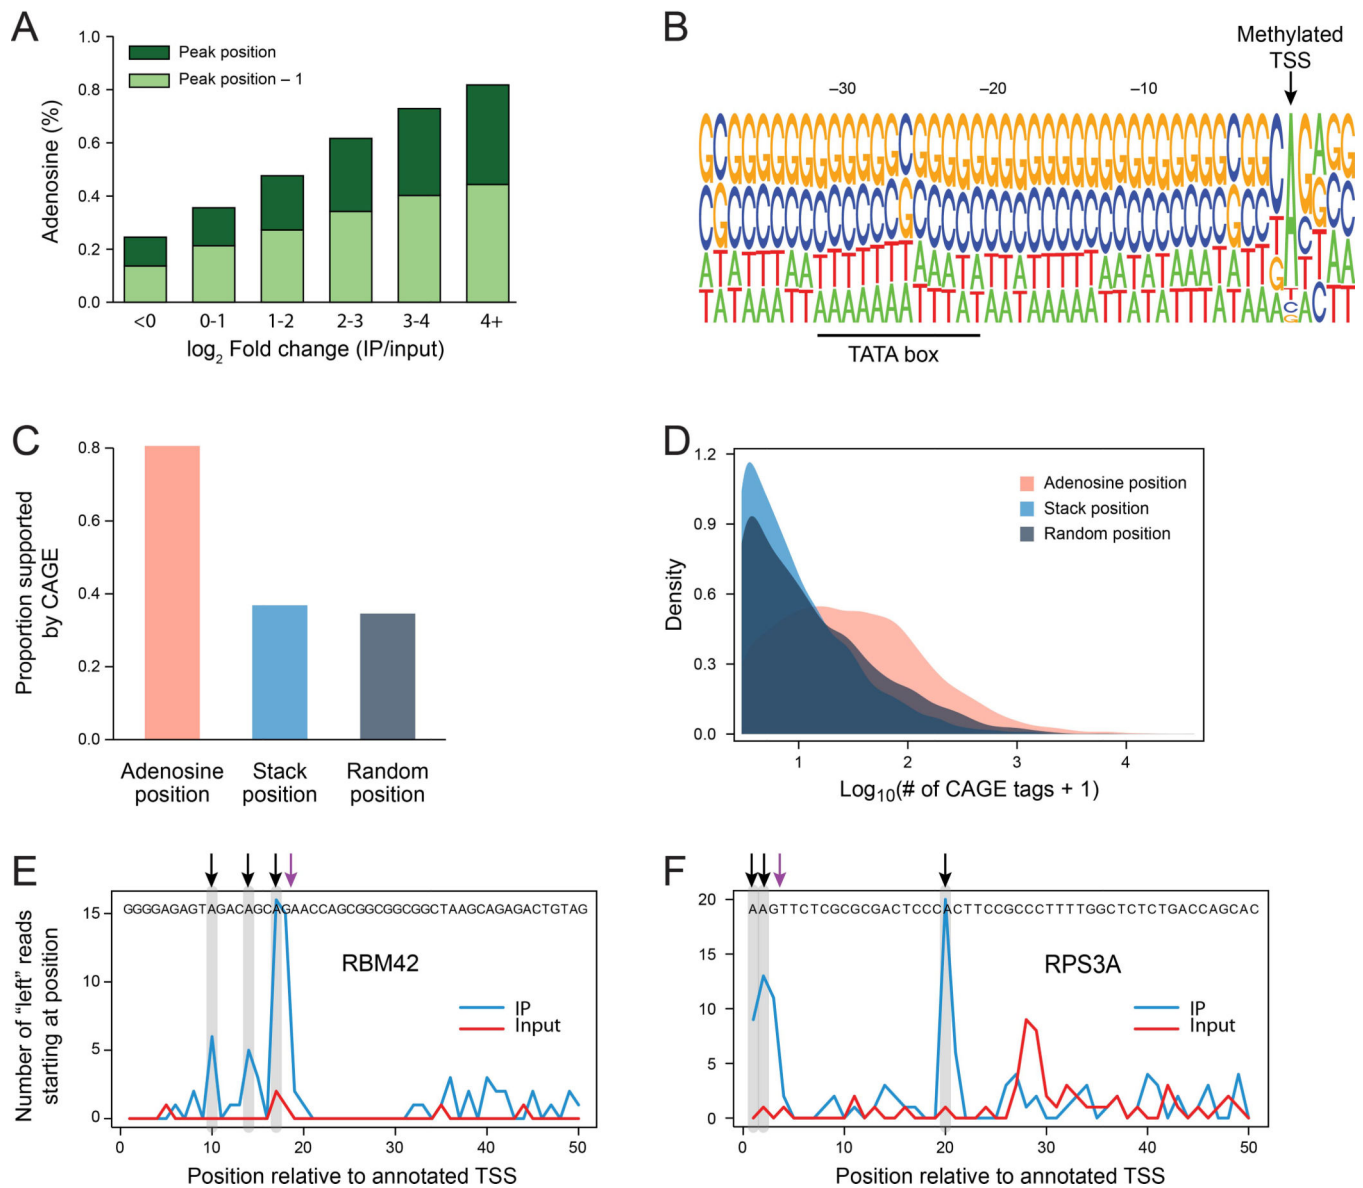 A
1.0
0.8
0.6
0.4
0.2
0.0
Adenosine (%)
Peak position
Peak position – 1
<0 0-1 1-2 2-3 3-4 4+
log2 Fold change (IP/input)
B
Methylated
TSS
–30 –20 –10
TATA box
C
0.8
0.6
0.4
0.2
0.0
Proportion supported
by CAGE
Adenosine
position
Stack
position
Random
position
D
1.2
0.9
0.6
0.3
0.0
Density
Adenosine position
Stack position
Random position
1 2 3 4
Log10(# of CAGE tags + 1)
E
15
10
5
0
Number of "left" reads
starting at position
GGGGAGAGTAGACAGCAGAACCAGCGGCGGCGGCTAAGCAGAGACTGTAG
RBM42
IP
Input
0 10 20 30 40 50
Position relative to annotated TSS
F
20
15
10
5
0
AAGTTCTCGCGCGACTCCCACTTCCGCCCTTTTGGCTCTCTGACCAGCAC
RPS3A
IP
Input
0 10 20 30 40 50
Position relative to annotated TSS